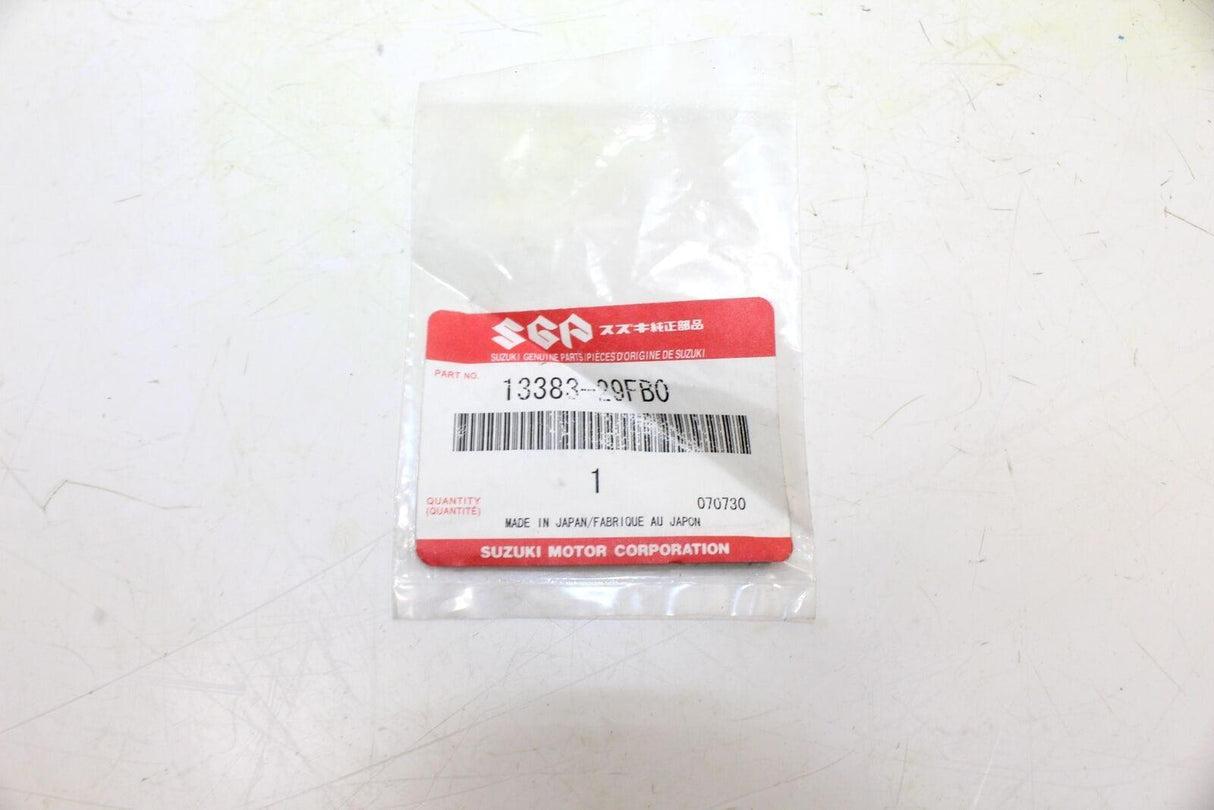 SGP スズキ純正部品
SUZUKI GENUINE PARTS/PIÈCES D'ORIGINE DE SUZUKI
PART NO. 13383-29FB0
1
QUANTITY
(QUANTITÉ)
070730
MADE IN JAPAN/FABRIQUE AU JAPON
SUZUKI MOTOR CORPORATION